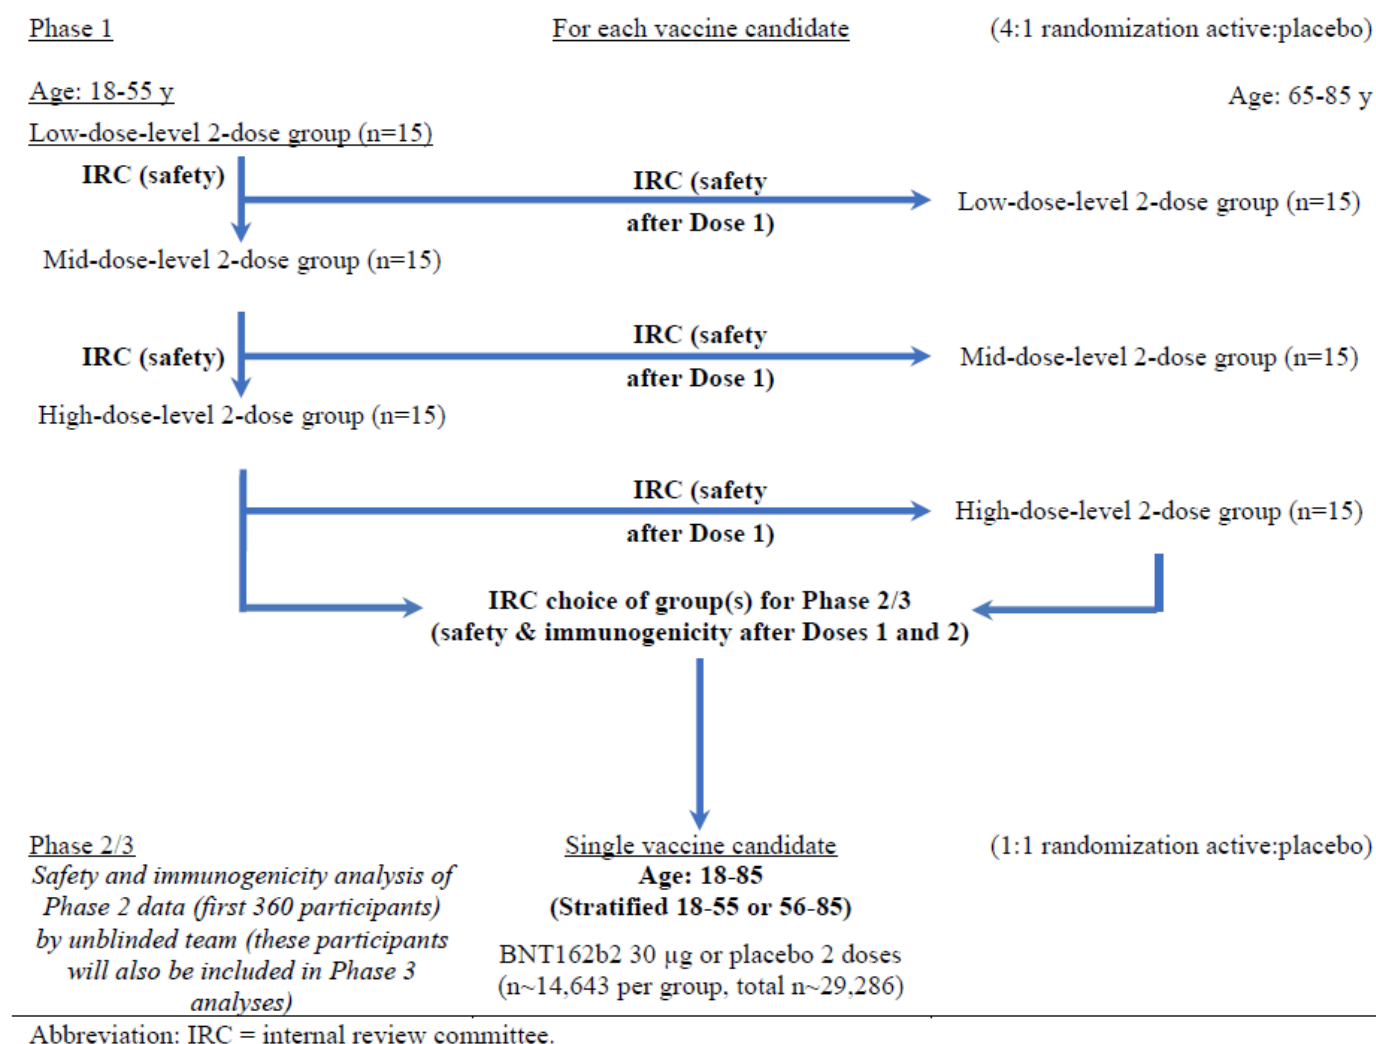 Phase 1
For each vaccine candidate
(4:1 randomization active:placebo)
Age: 18-55 y
Age: 65-85 y
Low-dose-level 2-dose group (n=15)
IRC (safety)
IRC (safety
after Dose 1)
Low-dose-level 2-dose group (n=15)
Mid-dose-level 2-dose group (n=15)
IRC (safety)
IRC (safety
after Dose 1)
Mid-dose-level 2-dose group (n=15)
High-dose-level 2-dose group (n=15)
IRC (safety
after Dose 1)
High-dose-level 2-dose group (n=15)
IRC choice of group(s) for Phase 2/3
(safety & immunogenicity after Doses 1 and 2)
Phase 2/3
Safety and immunogenicity analysis of
Phase 2 data (first 360 participants)
by unblinded team (these participants
will also be included in Phase 3
analyses)
Single vaccine candidate
Age: 18-85
(Stratified 18-55 or 56-85)
BNT162b2 30 µg or placebo 2 doses
(n~14,643 per group, total n~29,286)
(1:1 randomization active:placebo)
Abbreviation: IRC = internal review committee.